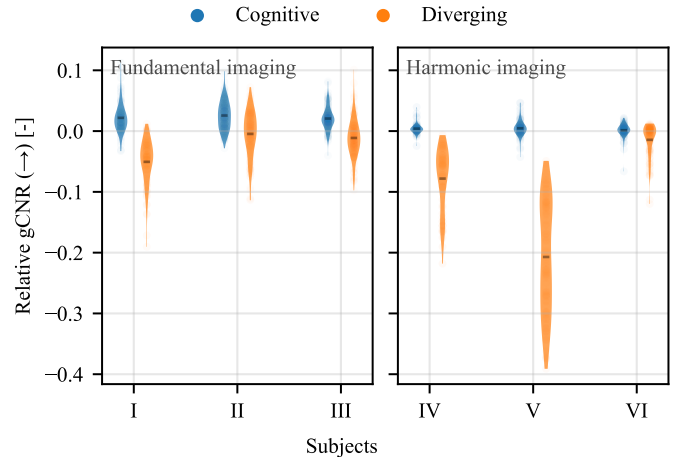 Cognitive Diverging
Fundamental imaging Harmonic imaging
Relative gCNR (→) [-]
0.1
0.0
−0.1
−0.2
−0.3
−0.4
I II III IV V VI
Subjects